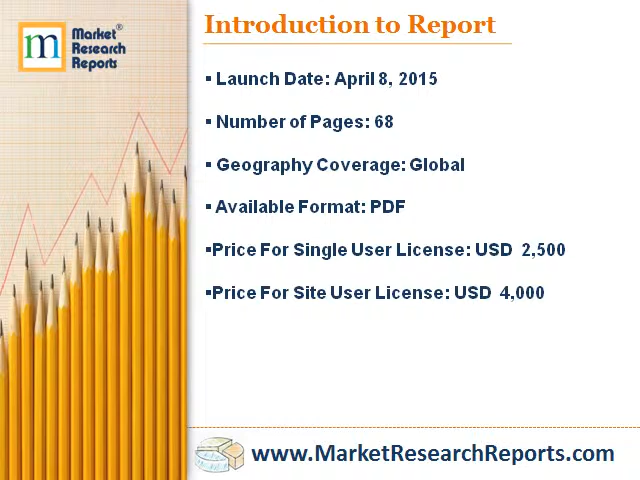 m
Market®
Research
Reports
Introduction to Report
▪ Launch Date: April 8, 2015
▪ Number of Pages: 68
▪ Geography Coverage: Global
▪ Available Format: PDF
▪Price For Single User License: USD  2,500
▪Price For Site User License: USD  4,000
www.MarketResearchReports.com